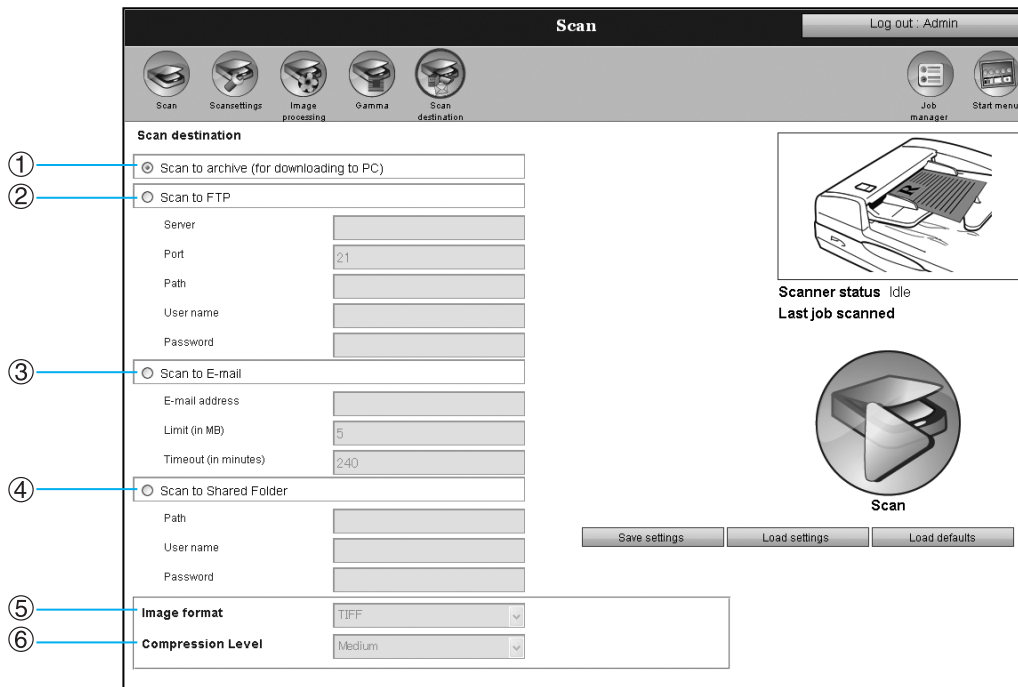 Scan
Log out : Admin
Scan
Scansettings
Image processing
Gamma
Scan destination
Job manager
Start menu
Scan destination
① Scan to archive (for downloading to PC)
② Scan to FTP
Server
Port 21
Path
User name
Password
③ Scan to E-mail
E-mail address
Limit (in MB) 5
Timeout (in minutes) 240
④ Scan to Shared Folder
Path
User name
Password
⑤ Image format TIFF
⑥ Compression Level Medium
R
Scanner status Idle
Last job scanned
Scan
Save settings
Load settings
Load defaults